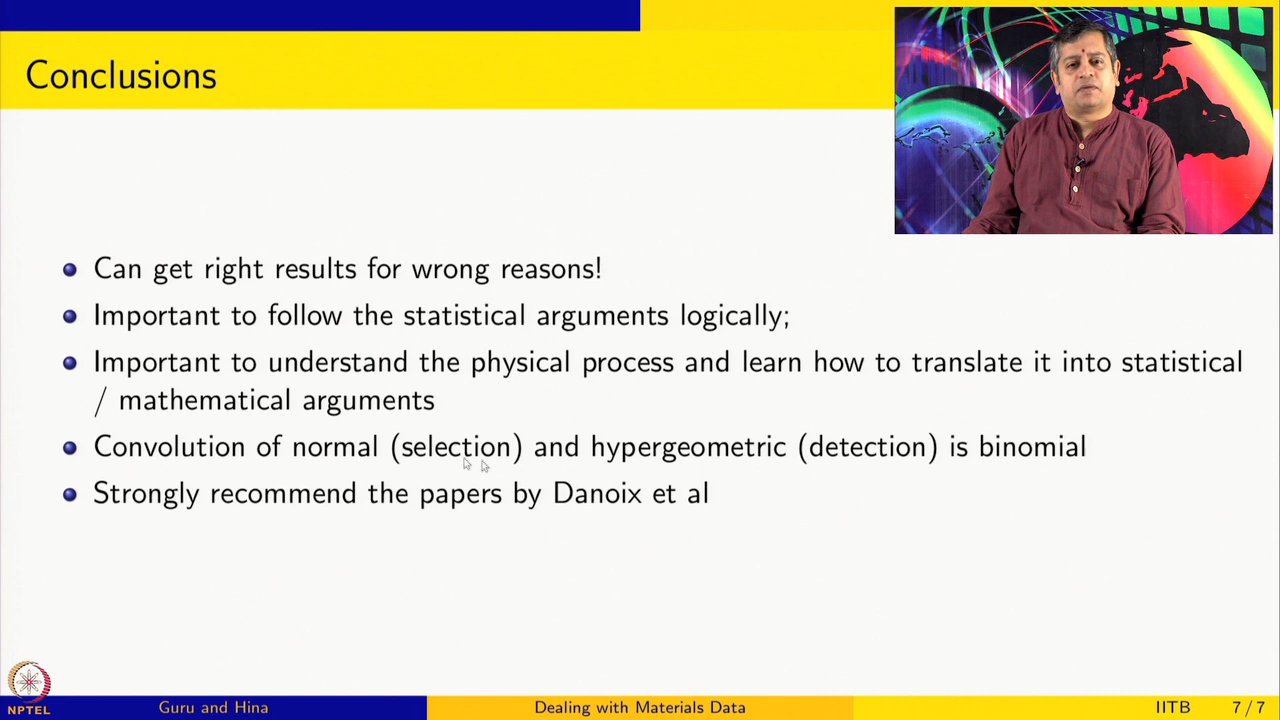 Conclusions
Can get right results for wrong reasons!
Important to follow the statistical arguments logically;
Important to understand the physical process and learn how to translate it into statistical
/ mathematical arguments
Convolution of normal (selection) and hypergeometric (detection) is binomial
Strongly recommend the papers by Danoix et al
NPTEL
Guru and Hina
Dealing with Materials Data
IITB
7 / 7